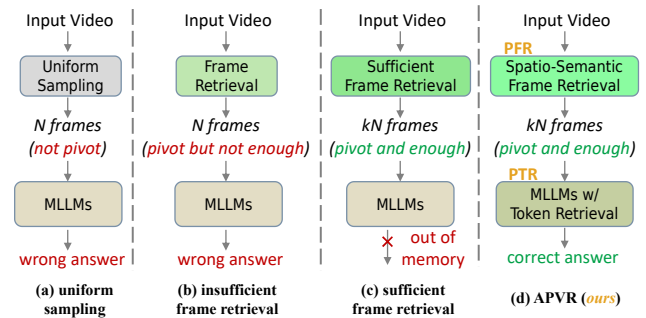 Input Video
Uniform
Sampling
N frames
(not pivot)
MLLMs
wrong answer
(a) uniform
sampling
Input Video
Frame
Retrieval
N frames
(pivot but not enough)
MLLMs
wrong answer
(b) insufficient
frame retrieval
Input Video
Sufficient
Frame Retrieval
kN frames
(pivot and enough)
MLLMs
out of
memory
(c) sufficient
frame retrieval
Input Video
PFR
Spatio-Semantic
Frame Retrieval
kN frames
(pivot and enough)
PTR
MLLMs w/
Token Retrieval
correct answer
(d) APVR (ours)